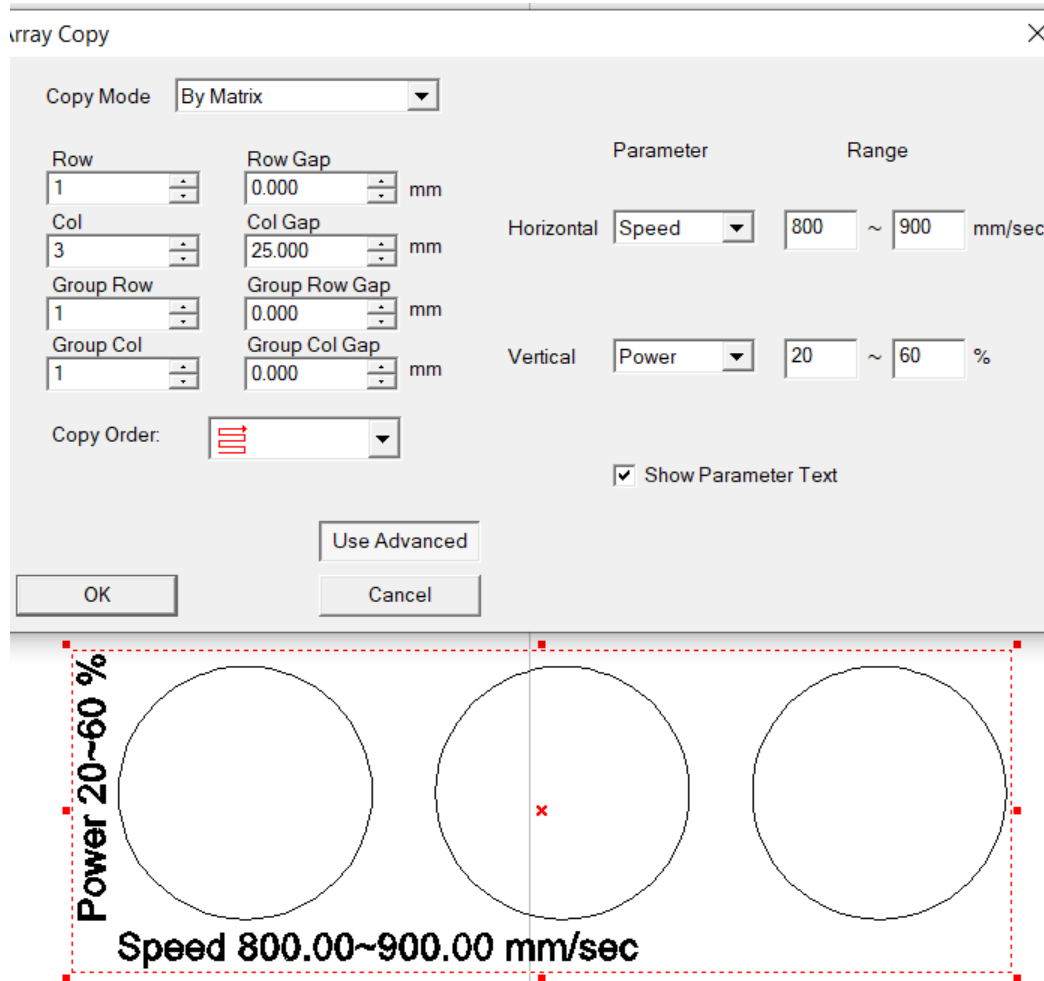 Array Copy
Copy Mode By Matrix
Parameter Range
Row Row Gap
1 0.000 mm
Col Col Gap
3 25.000 mm
Horizontal Speed 800 ~ 900 mm/sec
Group Row Group Row Gap
1 0.000 mm
Group Col Group Col Gap
1 0.000 mm
Vertical Power 20 ~ 60 %
Copy Order:
Show Parameter Text
Use Advanced
OK Cancel
Power 20~60 %
Speed 800.00~900.00 mm/sec